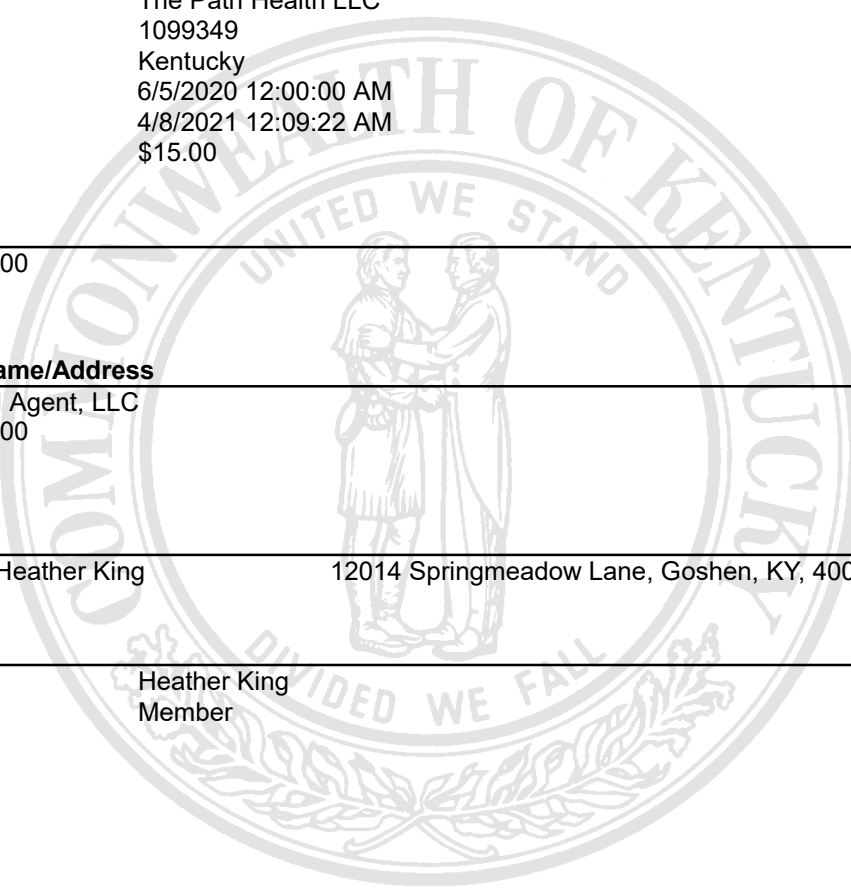 The Path Health LLC
1099349
Kentucky
6/5/2020 12:00:00 AM
4/8/2021 12:09:22 AM
$15.00
COMMONWEALTH OF KENTUCKY
UNITED WE STAND
00
ame/Address
Agent, LLC
00
Heather King 12014 Springmeadow Lane, Goshen, KY, 400
DIVIDED WE FALL
Heather King
Member